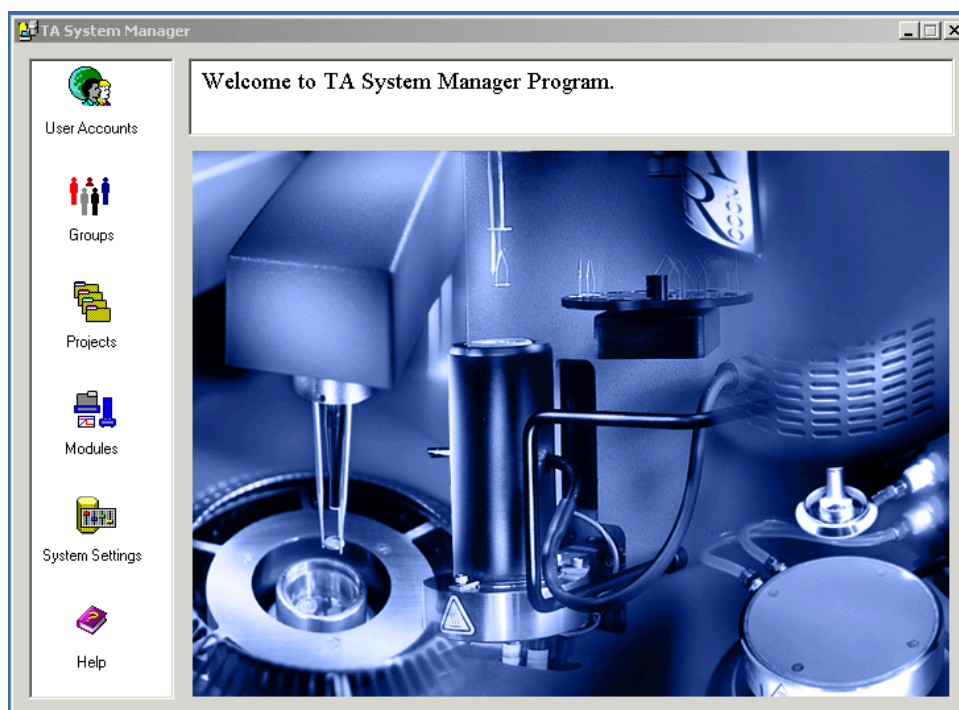 TA System Manager
Welcome to TA System Manager Program.
User Accounts
Groups
Projects
Modules
System Settings
Help